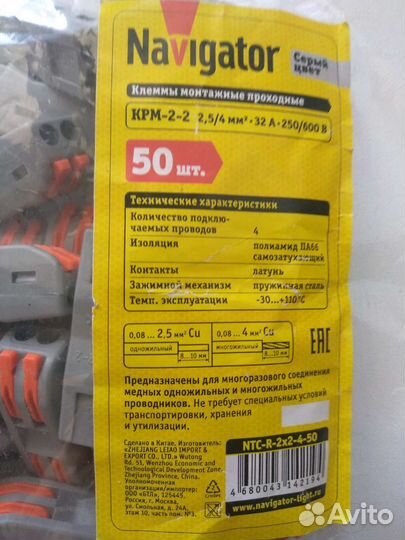 Navigator
Серый цвет
Клеммы монтажные проходные
КРМ-2-2 2,5/4 мм² · 32 А · 250/600 В
50 шт.
Технические характеристики
Количество подклю-
чаемых проводов 4
Изоляция полиамид ПА66
самозатухающий
Контакты латунь
Зажимной механизм пружинная сталь
Темп. эксплуатации -30...+110°C
0,08 ... 2,5 мм² Cu 0,08 ... 4 мм² Cu
одножильный 8...10 мм многожильный 8...10 мм
Предназначены для многоразового соединения
медных одножильных и многожильных
проводников. Не требует специальных условий
транспортировки, хранения
и утилизации.
Сделано в Китае. Изготовитель:
«ZHEJIANG LEIAO IMPORT &
EXPORT CO., LTD.» Wutong
Rd. 51, Wenzhou Economic and
Technological Development Zone,
Zhejiang Province, China.
Уполномоченная
организация/импортер:
ООО «БТЛ», 125445,
Россия, г. Москва,
ул. Смольная, д. 24А,
этаж 10, часть пом. №3.
NTC-R-2x2-4-50
4 680043 142194
navigator-light.ru
EAC
Avito